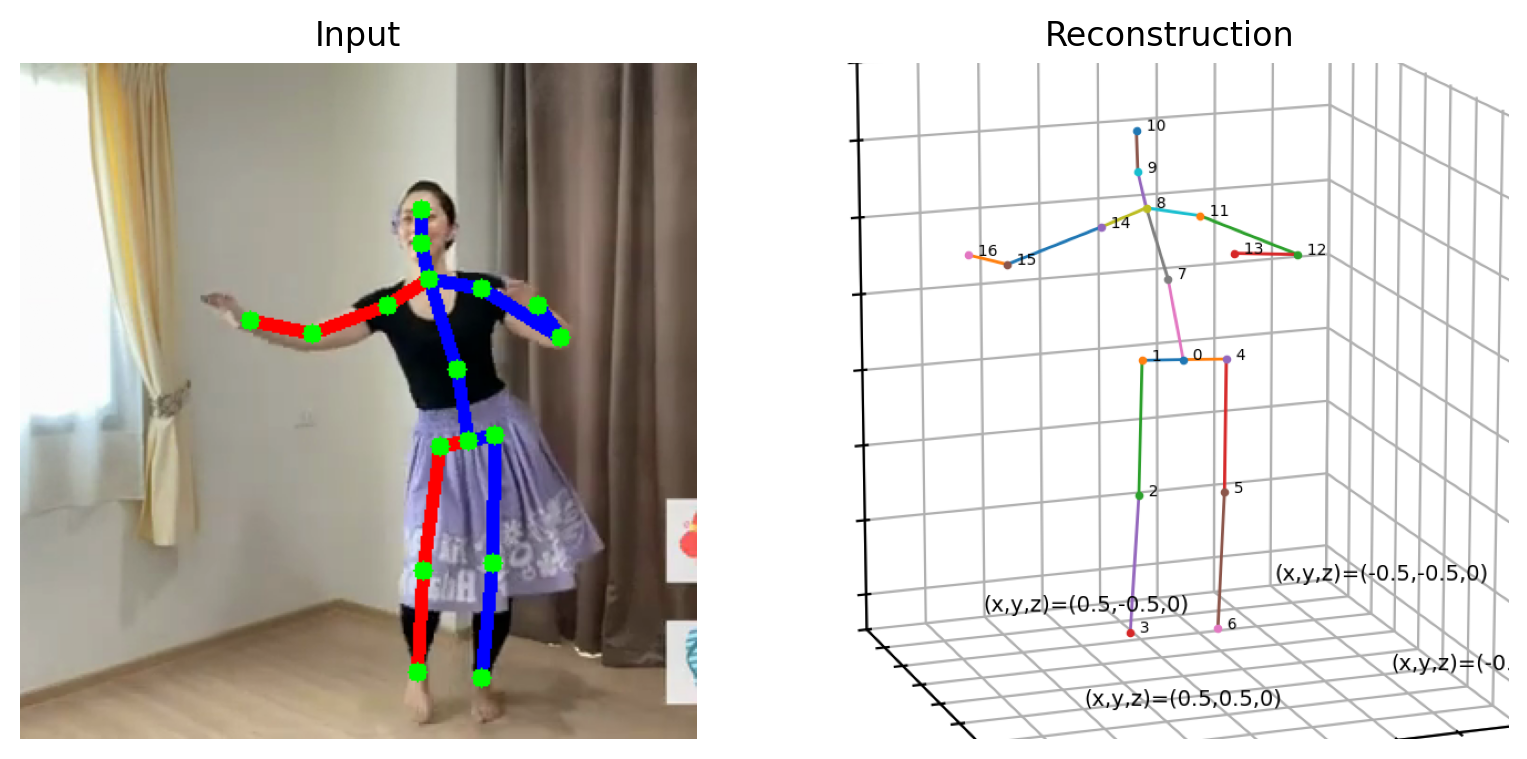 Input
Reconstruction
10
9
8
11
14
16
15
13
12
7
1
0
4
2
5
(x,y,z)=(-0.5,-0.5,0)
(x,y,z)=(0.5,-0.5,0)
3
6
(x,y,z)=(-0.
(x,y,z)=(0.5,0.5,0)